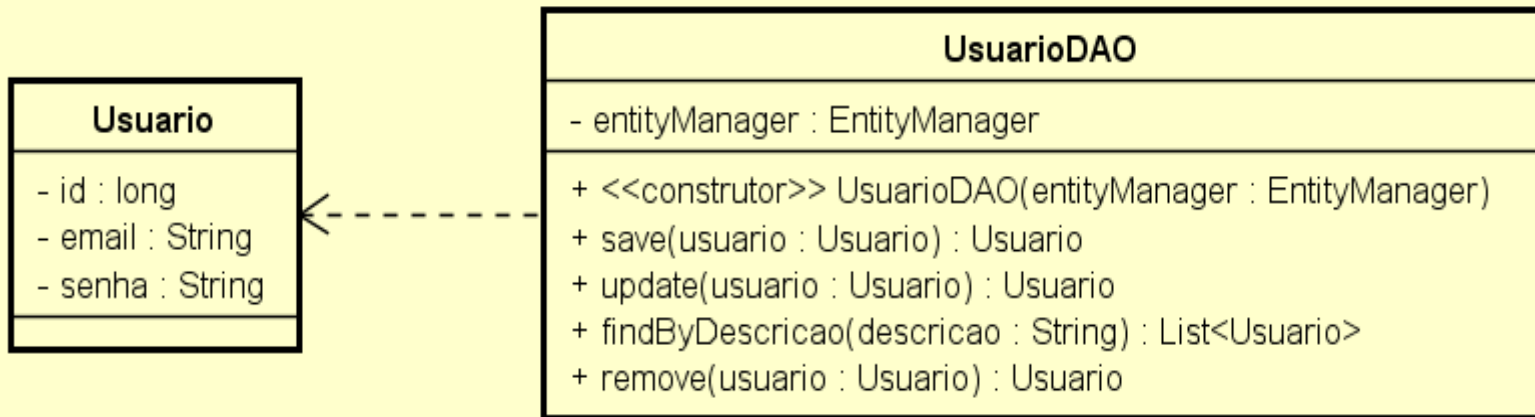 Usuario
- id : long
- email : String
- senha : String
UsuarioDAO
- entityManager : EntityManager
+ <<construtor>> UsuarioDAO(entityManager : EntityManager)
+ save(usuario : Usuario) : Usuario
+ update(usuario : Usuario) : Usuario
+ findByDescricao(descricao : String) : List<Usuario>
+ remove(usuario : Usuario) : Usuario